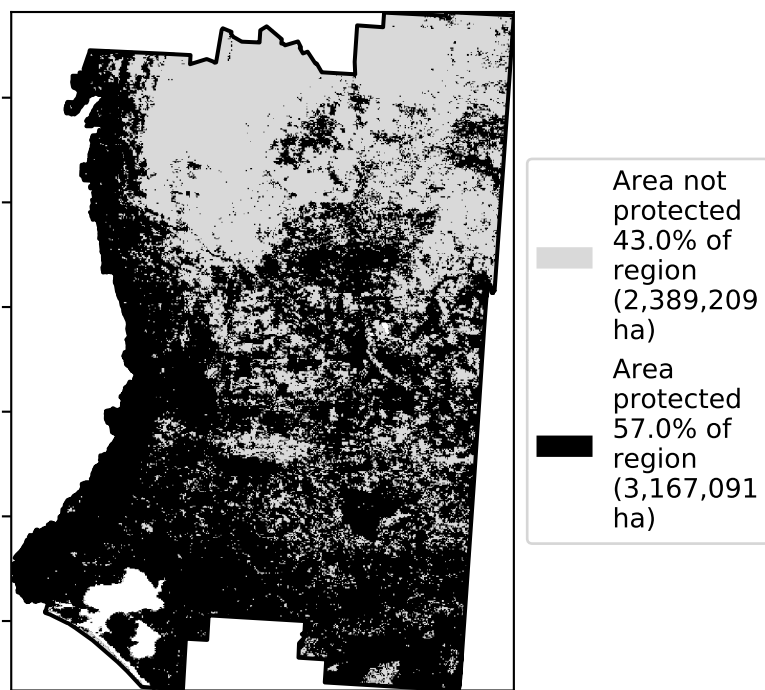 Area not
protected
43.0% of
region
(2,389,209
ha)
Area
protected
57.0% of
region
(3,167,091
ha)